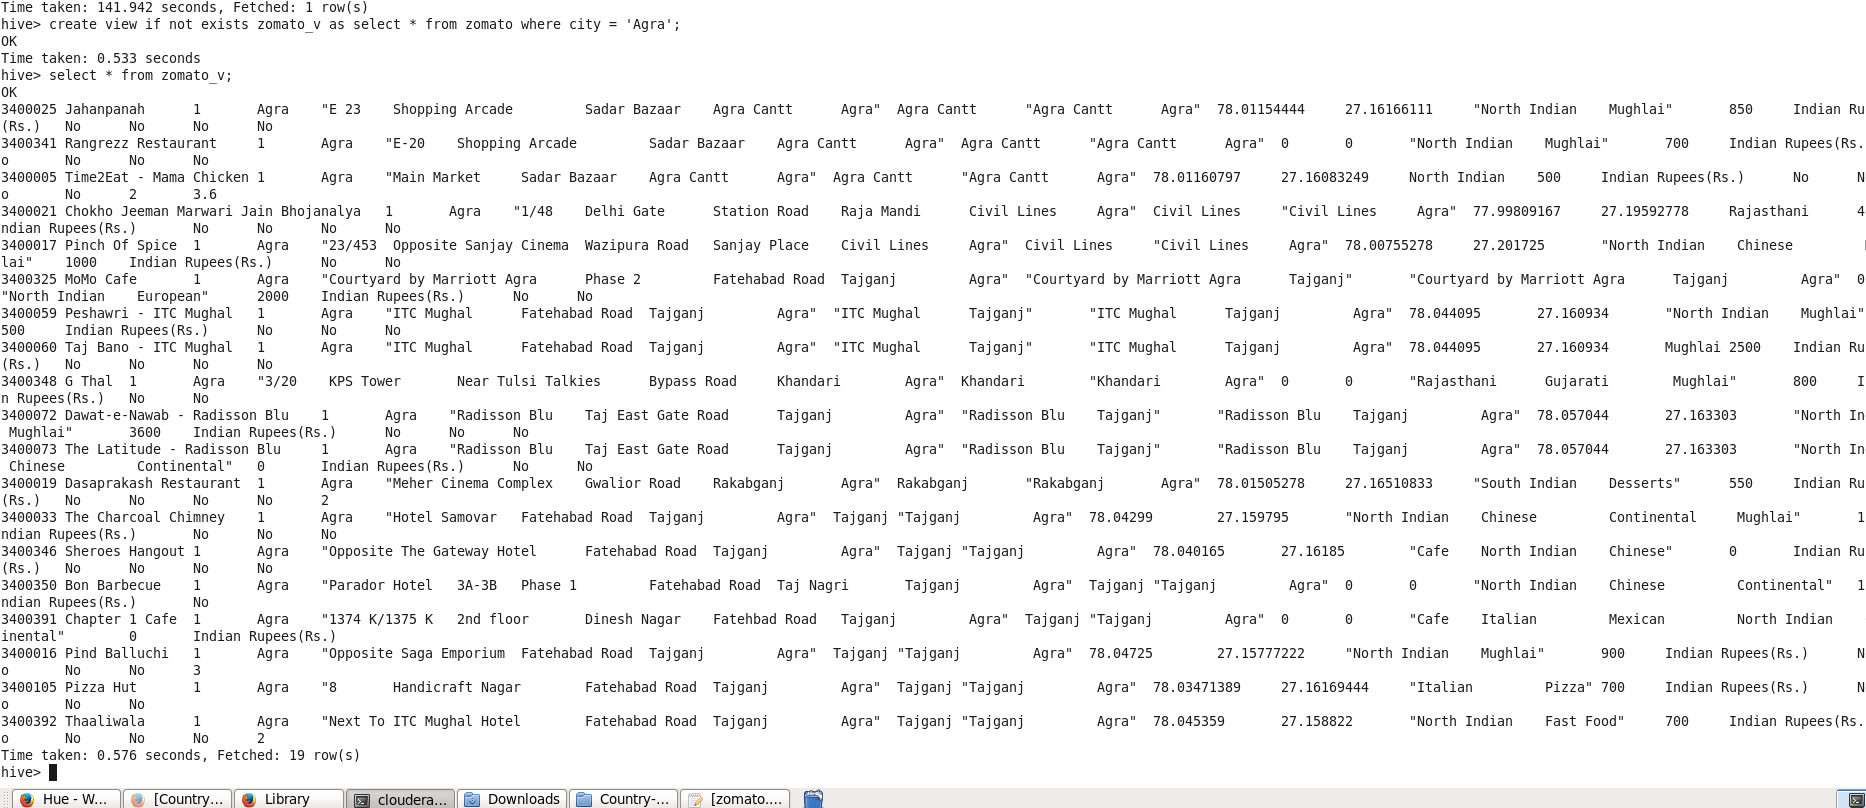 Time taken: 141.942 seconds, Fetched: 1 row(s)
hive> create view if not exists zomato_v as select * from zomato where city = 'Agra';
OK
Time taken: 0.533 seconds
hive> select * from zomato_v;
OK
3400025 Jahanpanah 1 Agra "E 23 Shopping Arcade Sadar Bazaar Agra Cantt Agra" Agra Cantt "Agra Cantt Agra" 78.01154444 27.16166111 "North Indian Mughlai" 850 Indian Ru
(Rs.) No No No No
3400341 Rangrezz Restaurant 1 Agra "E-20 Shopping Arcade Sadar Bazaar Agra Cantt Agra" Agra Cantt "Agra Cantt Agra" 0 0 "North Indian Mughlai" 700 Indian Rupees(Rs.
o No No No
3400005 Time2Eat - Mama Chicken 1 Agra "Main Market Sadar Bazaar Agra Cantt Agra" Agra Cantt "Agra Cantt Agra" 78.01160797 27.16083249 North Indian 500 Indian Rupees(Rs.) No N
o No 2 3.6
3400021 Chokho Jeeman Marwari Jain Bhojanalya 1 Agra "1/48 Delhi Gate Station Road Raja Mandi Civil Lines Agra" Civil Lines "Civil Lines Agra" 77.99809167 27.19592778 Rajasthani 4
ndian Rupees(Rs.) No No No No
3400017 Pinch Of Spice 1 Agra "23/453 Opposite Sanjay Cinema Wazipura Road Sanjay Place Civil Lines Agra" Civil Lines "Civil Lines Agra" 78.00755278 27.201725 "North Indian Chinese
lai" 1000 Indian Rupees(Rs.) No No
3400325 MoMo Cafe 1 Agra "Courtyard by Marriott Agra Phase 2 Fatehabad Road Tajganj Agra" "Courtyard by Marriott Agra Tajganj" "Courtyard by Marriott Agra Tajganj Agra" 0
"North Indian European" 2000 Indian Rupees(Rs.) No No
3400059 Peshawri - ITC Mughal 1 Agra "ITC Mughal Fatehabad Road Tajganj Agra" "ITC Mughal Tajganj" "ITC Mughal Tajganj Agra" 78.044095 27.160934 "North Indian Mughlai"
500 Indian Rupees(Rs.) No No No
3400060 Taj Bano - ITC Mughal 1 Agra "ITC Mughal Fatehabad Road Tajganj Agra" "ITC Mughal Tajganj" "ITC Mughal Tajganj Agra" 78.044095 27.160934 Mughlai 2500 Indian Ru
(Rs.) No No No No
3400348 G Thal 1 Agra "3/20 KPS Tower Near Tulsi Talkies Bypass Road Khandari Agra" Khandari "Khandari Agra" 0 0 "Rajasthani Gujarati Mughlai" 800 I
n Rupees(Rs.) No No
3400072 Dawat-e-Nawab - Radisson Blu 1 Agra "Radisson Blu Taj East Gate Road Tajganj Agra" "Radisson Blu Tajganj" "Radisson Blu Tajganj Agra" 78.057044 27.163303 "North In
Mughlai" 3600 Indian Rupees(Rs.) No No No
3400073 The Latitude - Radisson Blu 1 Agra "Radisson Blu Taj East Gate Road Tajganj Agra" "Radisson Blu Tajganj" "Radisson Blu Tajganj Agra" 78.057044 27.163303 "North In
Chinese Continental" 0 Indian Rupees(Rs.) No No
3400019 Dasaprakash Restaurant 1 Agra "Meher Cinema Complex Gwalior Road Rakabganj Agra" Rakabganj "Rakabganj Agra" 78.01505278 27.16510833 "South Indian Desserts" 550 Indian Ru
(Rs.) No No No No 2
3400033 The Charcoal Chimney 1 Agra "Hotel Samovar Fatehabad Road Tajganj Agra" Tajganj "Tajganj Agra" 78.04299 27.159795 "North Indian Chinese Continental Mughlai" 1
ndian Rupees(Rs.) No No No
3400346 Sheroes Hangout 1 Agra "Opposite The Gateway Hotel Fatehabad Road Tajganj Agra" Tajganj "Tajganj Agra" 78.040165 27.16185 "Cafe North Indian Chinese" 0 Indian Ru
(Rs.) No No No No
3400350 Bon Barbecue 1 Agra "Parador Hotel 3A-3B Phase 1 Fatehabad Road Taj Nagri Tajganj Agra" Tajganj "Tajganj Agra" 0 0 "North Indian Chinese Continental" 1
ndian Rupees(Rs.) No
3400391 Chapter 1 Cafe 1 Agra "1374 K/1375 K 2nd floor Dinesh Nagar Fatehbad Road Tajganj Agra" Tajganj "Tajganj Agra" 0 0 "Cafe Italian Mexican North Indian
inental" 0 Indian Rupees(Rs.)
3400016 Pind Balluchi 1 Agra "Opposite Saga Emporium Fatehabad Road Tajganj Agra" Tajganj "Tajganj Agra" 78.04725 27.15777222 "North Indian Mughlai" 900 Indian Rupees(Rs.) N
o No No 3
3400105 Pizza Hut 1 Agra "8 Handicraft Nagar Fatehabad Road Tajganj Agra" Tajganj "Tajganj Agra" 78.03471389 27.16169444 "Italian Pizza" 700 Indian Rupees(Rs.) N
o No No
3400392 Thaaliwala 1 Agra "Next To ITC Mughal Hotel Fatehabad Road Tajganj Agra" Tajganj "Tajganj Agra" 78.045359 27.158822 "North Indian Fast Food" 700 Indian Rupees(Rs.
o No No No 2
Time taken: 0.576 seconds, Fetched: 19 row(s)
hive>
Hue - W... [Country... Library cloudera... Downloads Country-... [zomato....